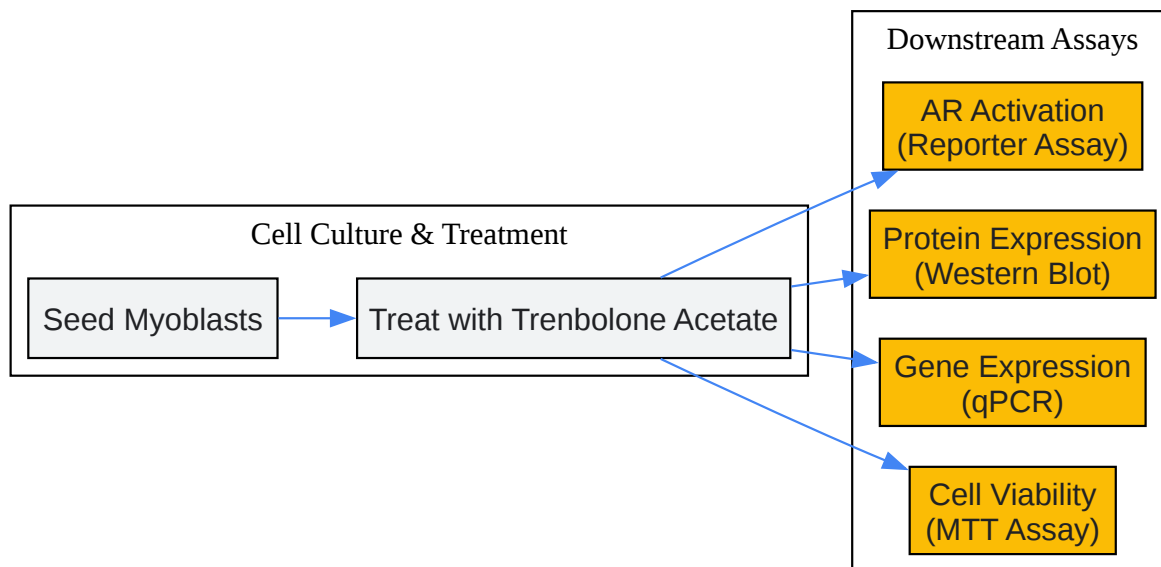 Cell Culture & Treatment
Seed Myoblasts
Treat with Trenbolone Acetate
Downstream Assays
AR Activation
(Reporter Assay)
Protein Expression
(Western Blot)
Gene Expression
(qPCR)
Cell Viability
(MTT Assay)